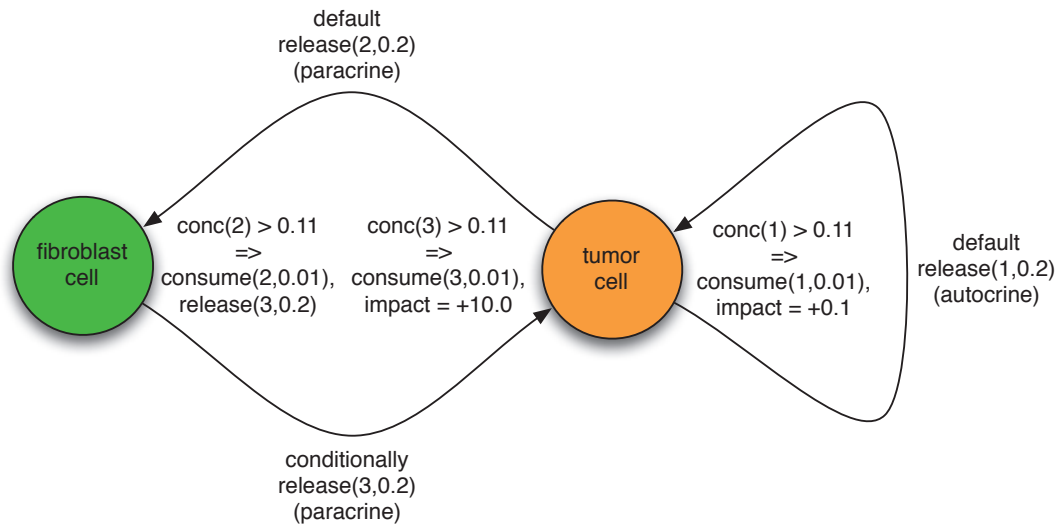 default
release(2,0.2)
(paracrine)
fibroblast
cell
conc(2) > 0.11
=>
consume(2,0.01),
release(3,0.2)
conc(3) > 0.11
=>
consume(3,0.01),
impact = +10.0
tumor
cell
conc(1) > 0.11
=>
consume(1,0.01),
impact = +0.1
default
release(1,0.2)
(autocrine)
conditionally
release(3,0.2)
(paracrine)